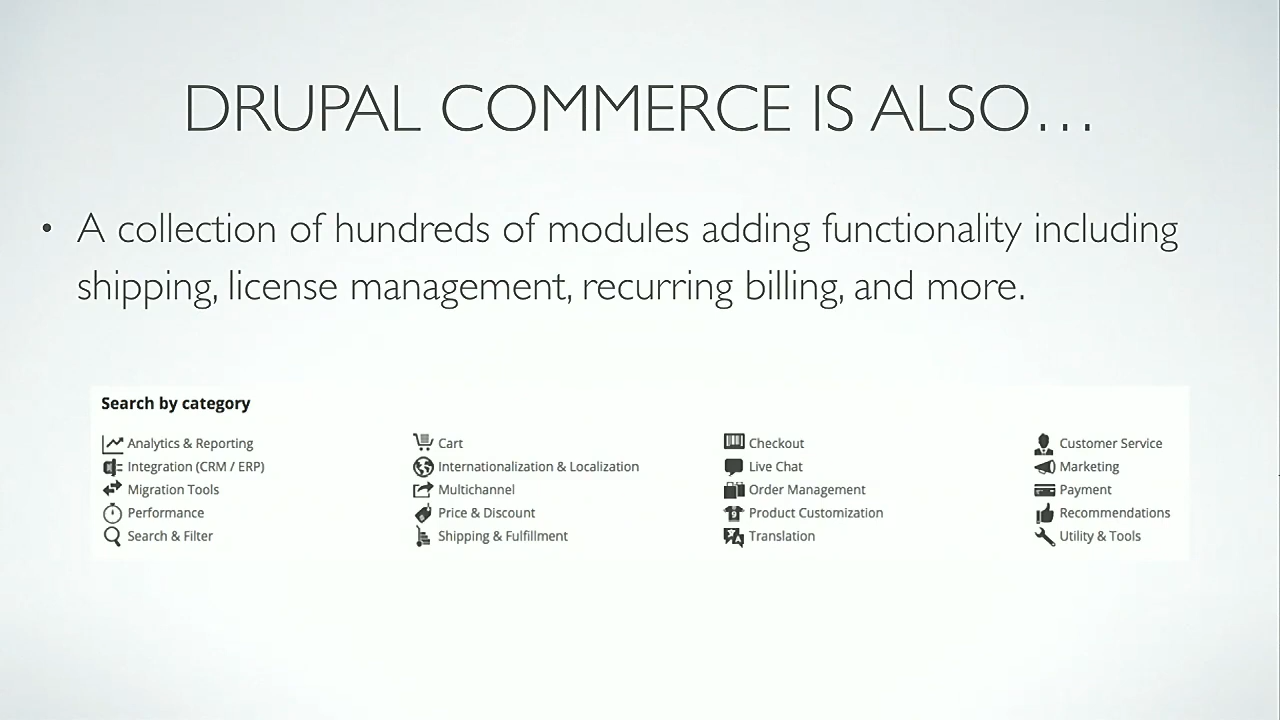 DRUPAL COMMERCE IS ALSO...
• A collection of hundreds of modules adding functionality including
shipping, license management, recurring billing, and more.
Search by category
Analytics & Reporting
Cart
Checkout
Customer Service
Integration (CRM / ERP)
Internationalization & Localization
Live Chat
Marketing
Migration Tools
Multichannel
Order Management
Payment
Performance
Price & Discount
Product Customization
Recommendations
Search & Filter
Shipping & Fulfillment
Translation
Utility & Tools